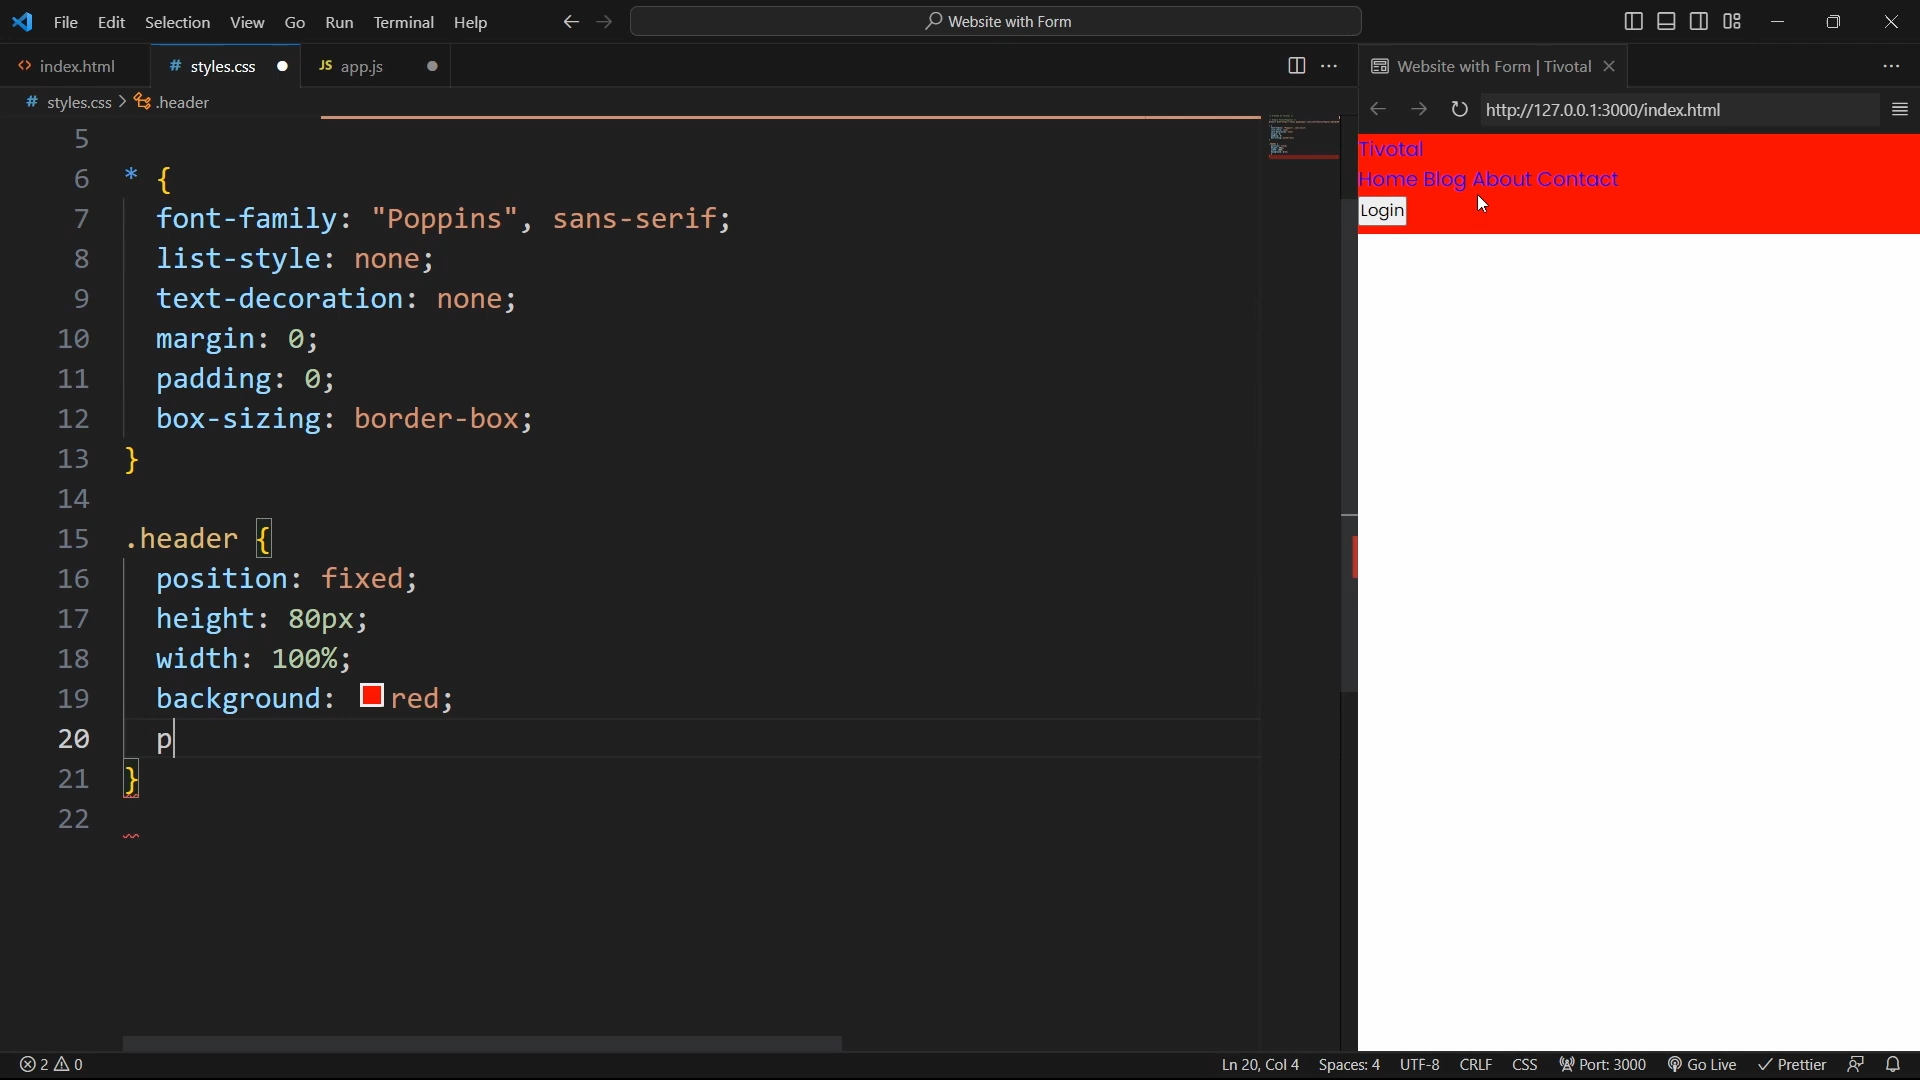 File Edit Selection View Go Run Terminal Help
Website with Form
index.html
# styles.css
JS app.js
Website with Form | Tivotal
# styles.css > .header
http://127.0.0.1:3000/index.html
5
6 * {
7 font-family: "Poppins", sans-serif;
8 list-style: none;
9 text-decoration: none;
10 margin: 0;
11 padding: 0;
12 box-sizing: border-box;
13 }
14
15 .header {
16 position: fixed;
17 height: 80px;
18 width: 100%;
19 background: red;
20 p
21 }
22
Tivotal
Home Blog About Contact
Login
2 0
Ln 20, Col 4 Spaces: 4 UTF-8 CRLF CSS Port: 3000 Go Live Prettier